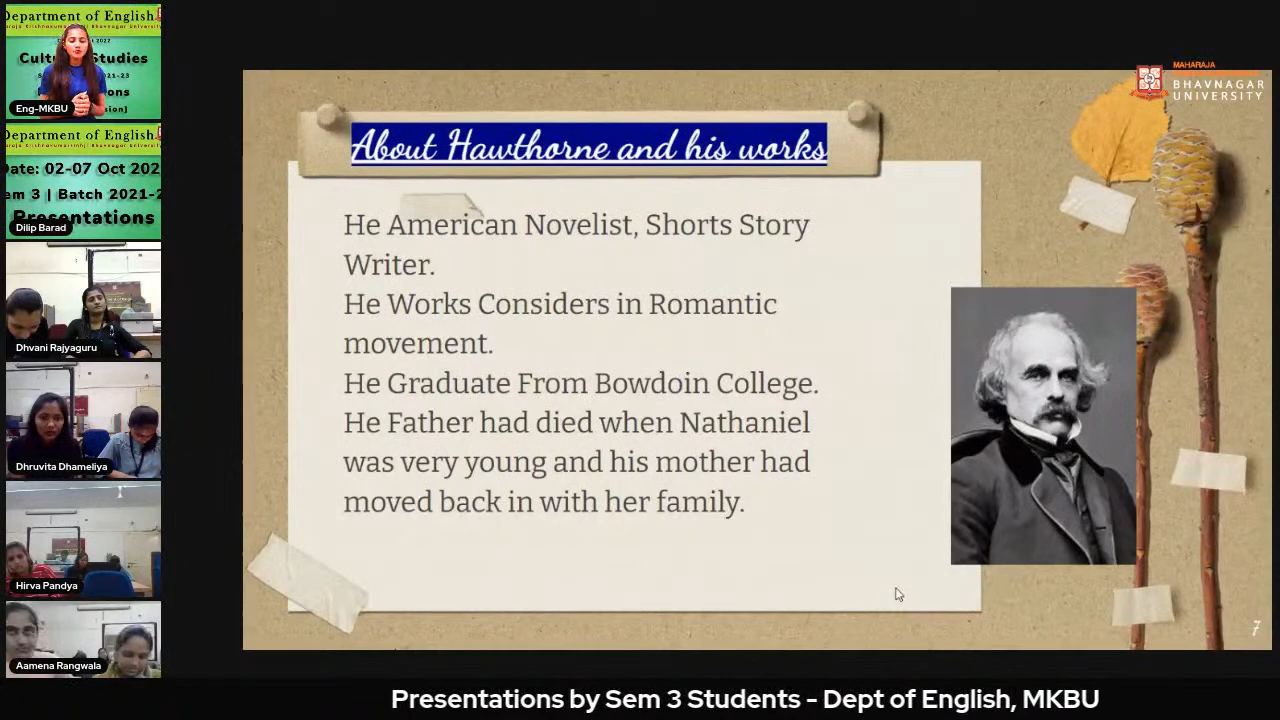 Department of English
Cult Studies
Eng-MKBU
Department of English
Date: 02-07 Oct 202
em 3 | Batch 2021-2
Presentations
Dilip Barad
Dhvani Rajyaguru
Dhruvita Dhameliya
Hirva Pandya
Aamena Rangwala
MAHARAJA
BHAVNAGAR
UNIVERSITY
About Hawthorne and his works
He American Novelist, Shorts Story
Writer.
He Works Considers in Romantic
movement.
He Graduate From Bowdoin College.
He Father had died when Nathaniel
was very young and his mother had
moved back in with her family.
7
Presentations by Sem 3 Students - Dept of English, MKBU